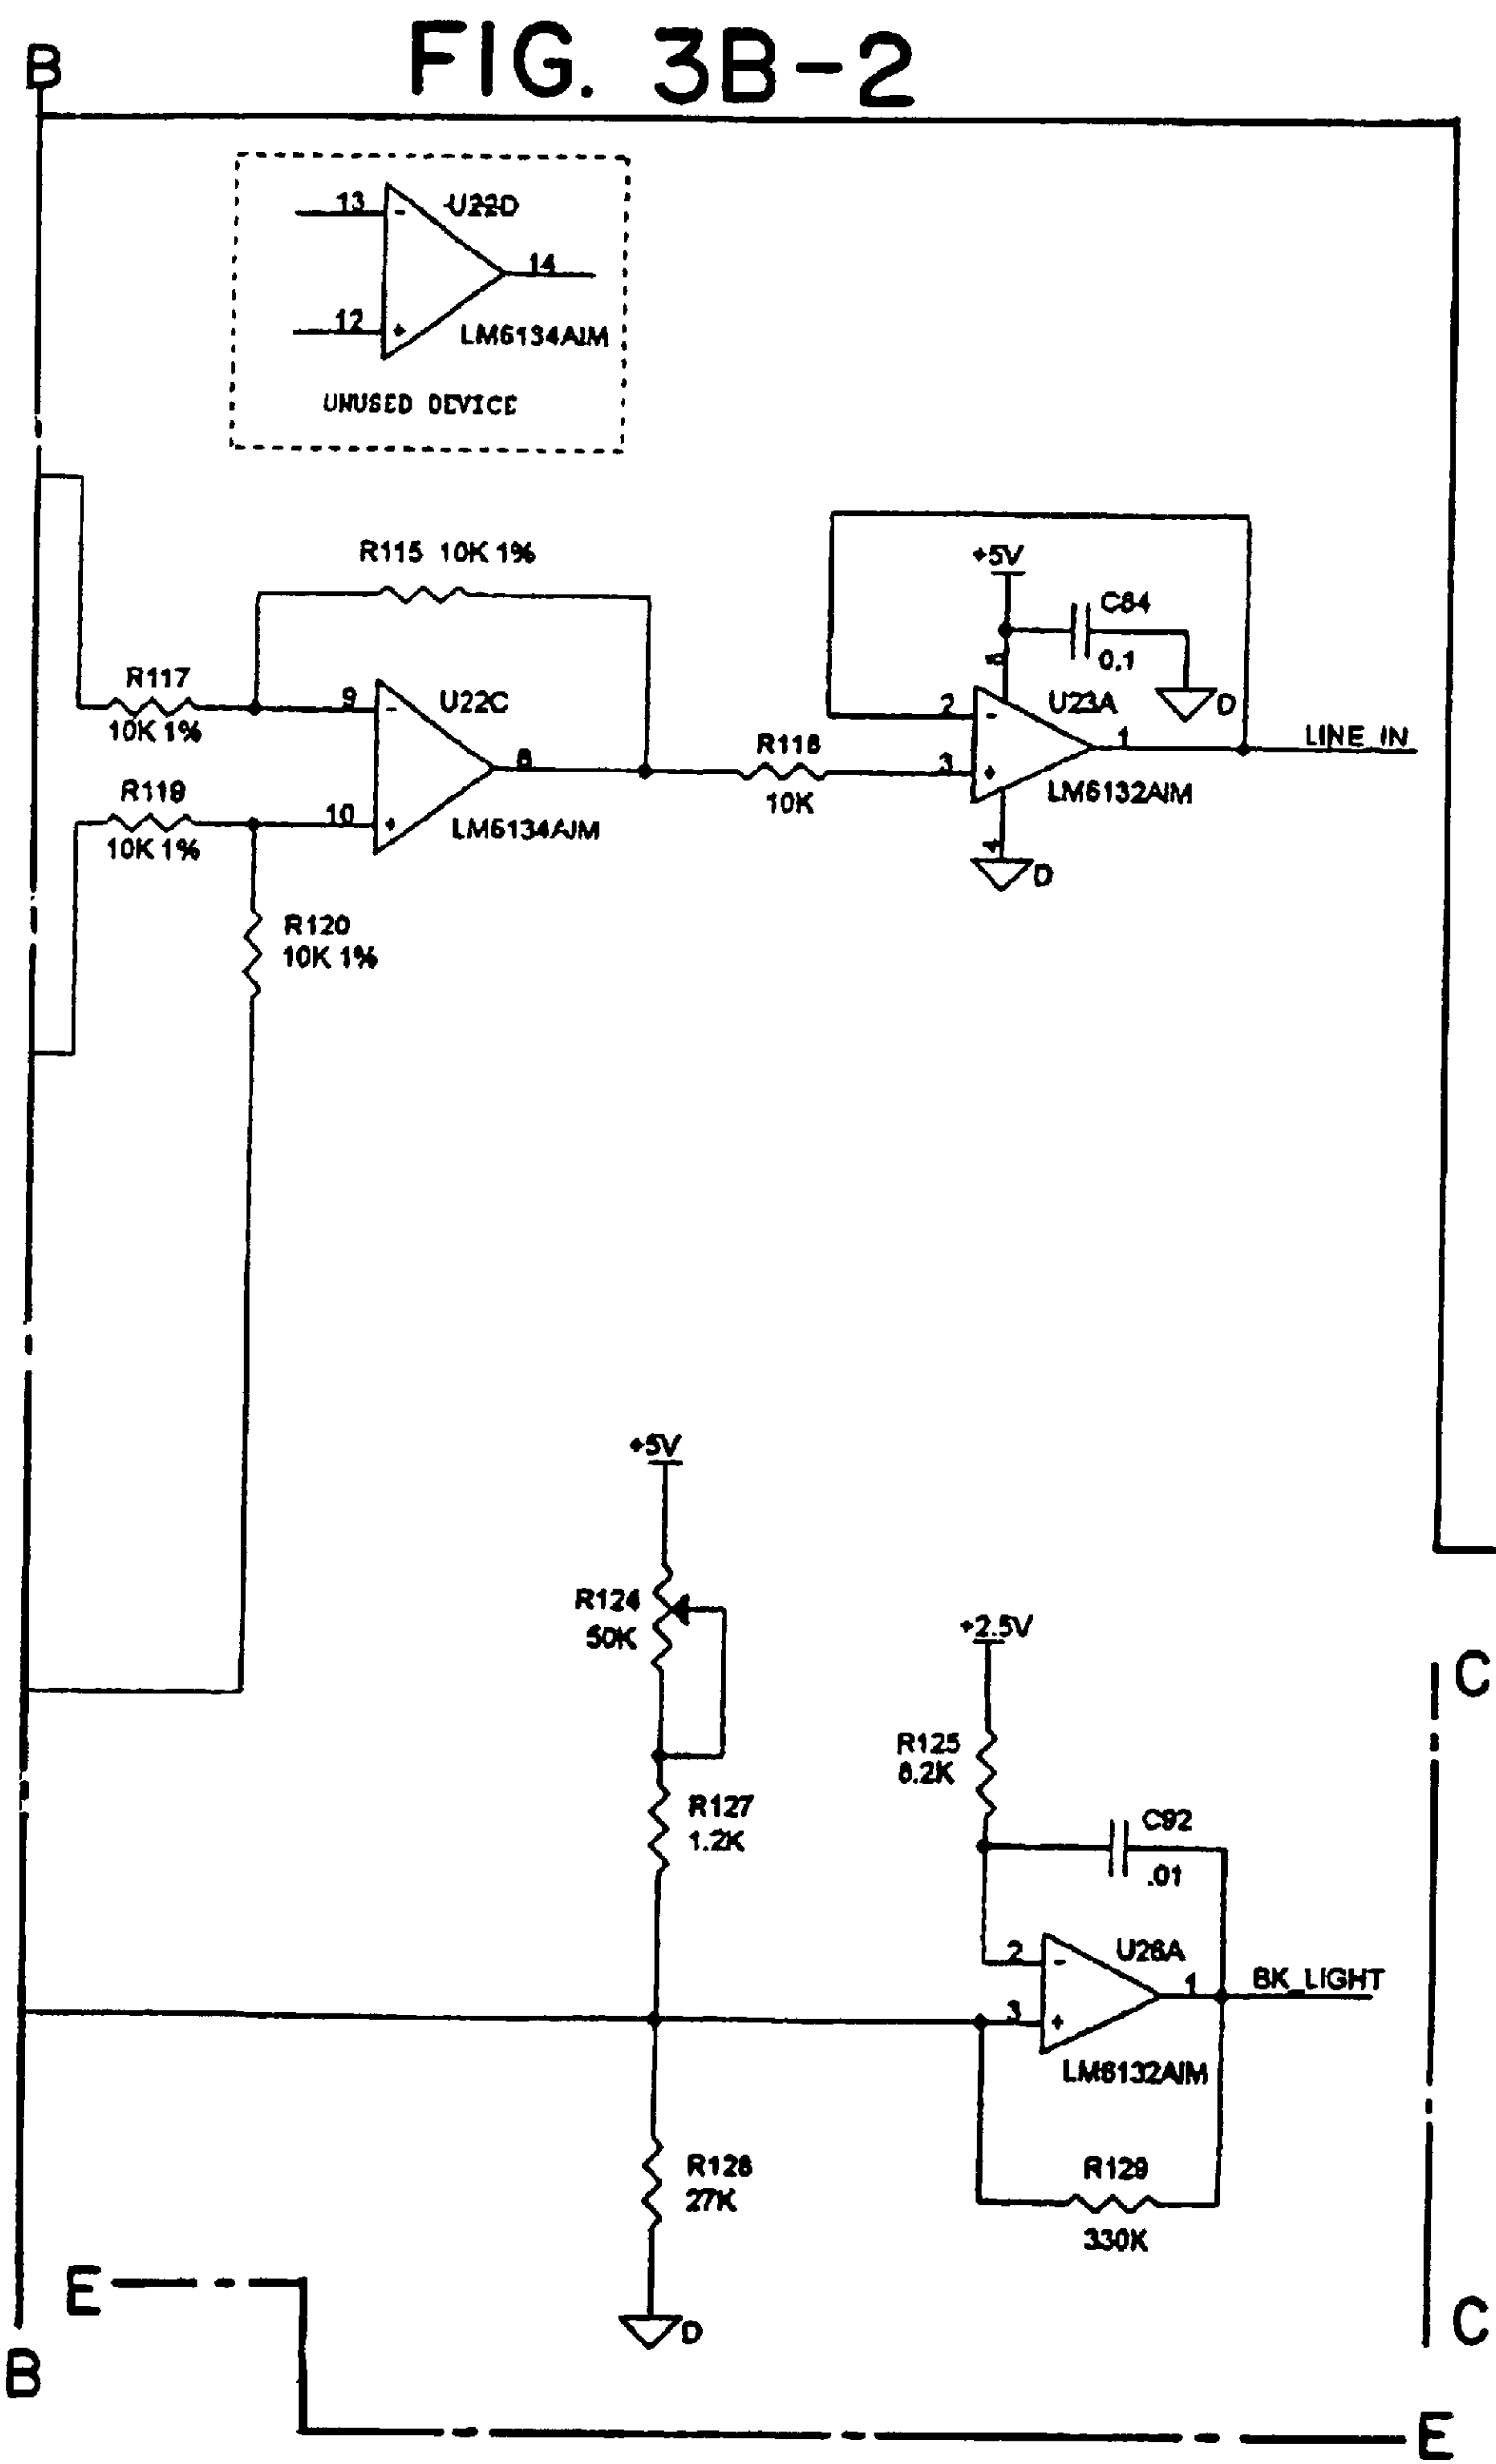 FIG. 3B-2
B
13
-
U22D
14
12
+
LM6134AIM
UNUSED DEVICE
R115 10K 1%
+5V
C84
0.1
D
R117
10K 1%
9
-
U22C
8
10
+
LM6134AIM
R119
10K 1%
R118
10K
2
-
U23A
1
3
+
LM6132AIM
4
D
LINE_IN
R120
10K 1%
+5V
R124
50K
+2.5V
C
R125
8.2K
R127
1.2K
C92
.01
2
-
U26A
1
BK_LIGHT
3
+
LM6132AIM
R128
27K
R129
330K
D
E
C
B
E